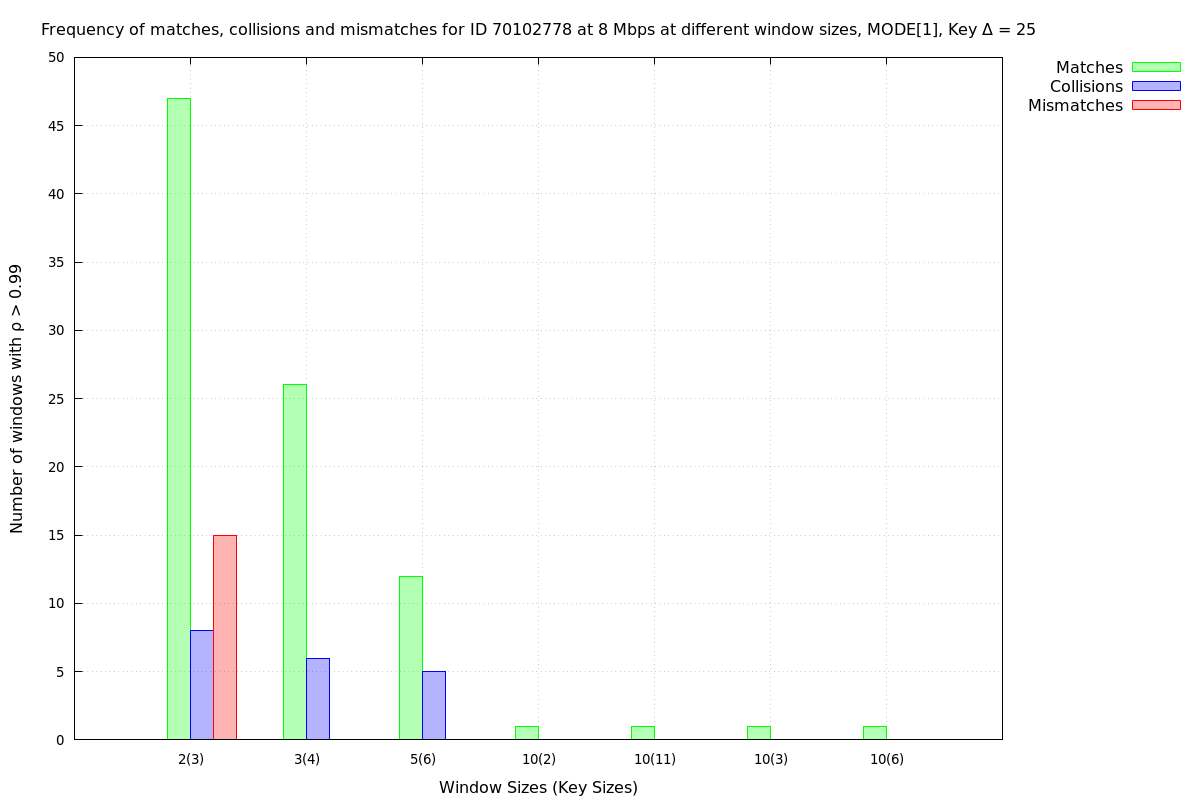 Frequency of matches, collisions and mismatches for ID 70102778 at 8 Mbps at different window sizes, MODE[1], Key Δ = 25
Matches
Collisions
Mismatches
Number of windows with ρ > 0.99
50
45
40
35
30
25
20
15
10
5
0
2(3) 3(4) 5(6) 10(2) 10(11) 10(3) 10(6)
Window Sizes (Key Sizes)